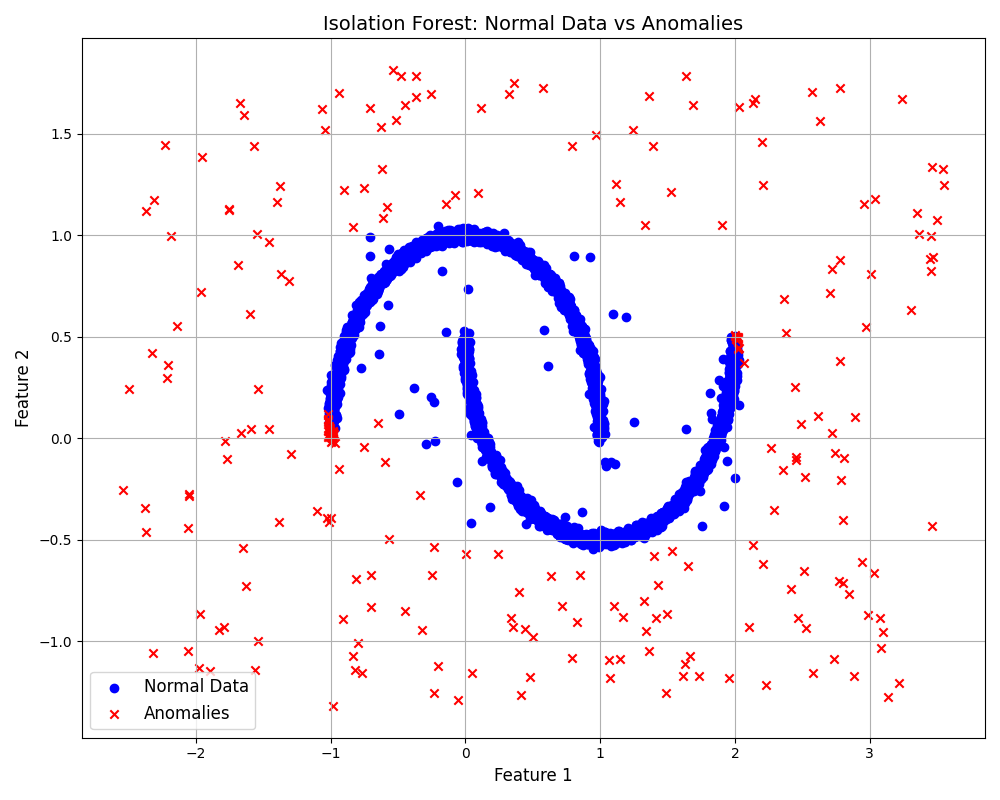 Isolation Forest: Normal Data vs Anomalies
Feature 2
1.5
1.0
0.5
0.0
−0.5
−1.0
Normal Data
Anomalies
−2
−1
0
1
2
3
Feature 1